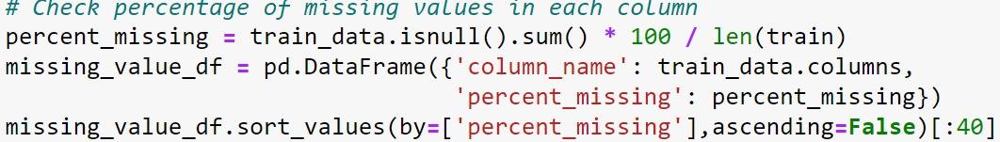 # Check percentage of missing values in each column
percent_missing = train_data.isnull().sum() * 100 / len(train)
missing_value_df = pd.DataFrame({'column_name': train_data.columns,
                                 'percent_missing': percent_missing})
missing_value_df.sort_values(by=['percent_missing'],ascending=False)[:40]